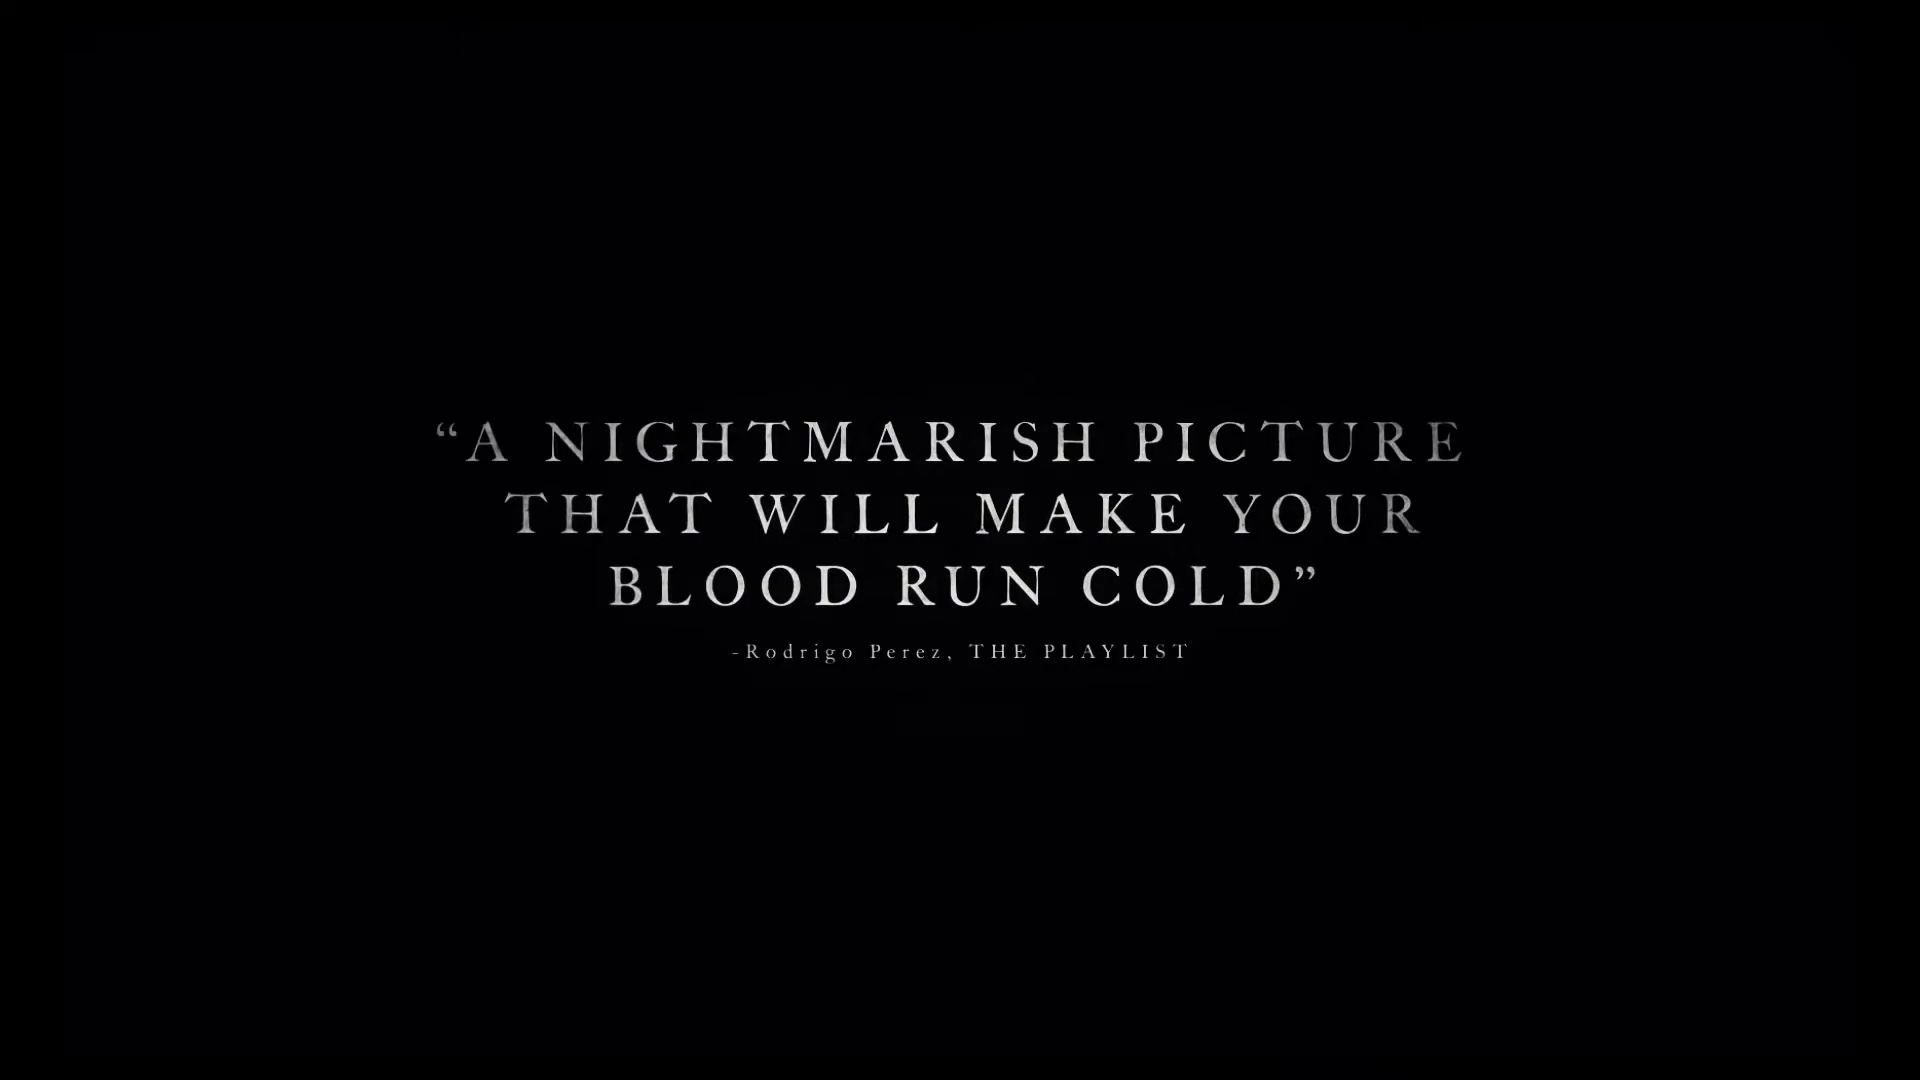 “A NIGHTMARISH PICTURE
THAT WILL MAKE YOUR
BLOOD RUN COLD”
-Rodrigo Perez, THE PLAYLIST